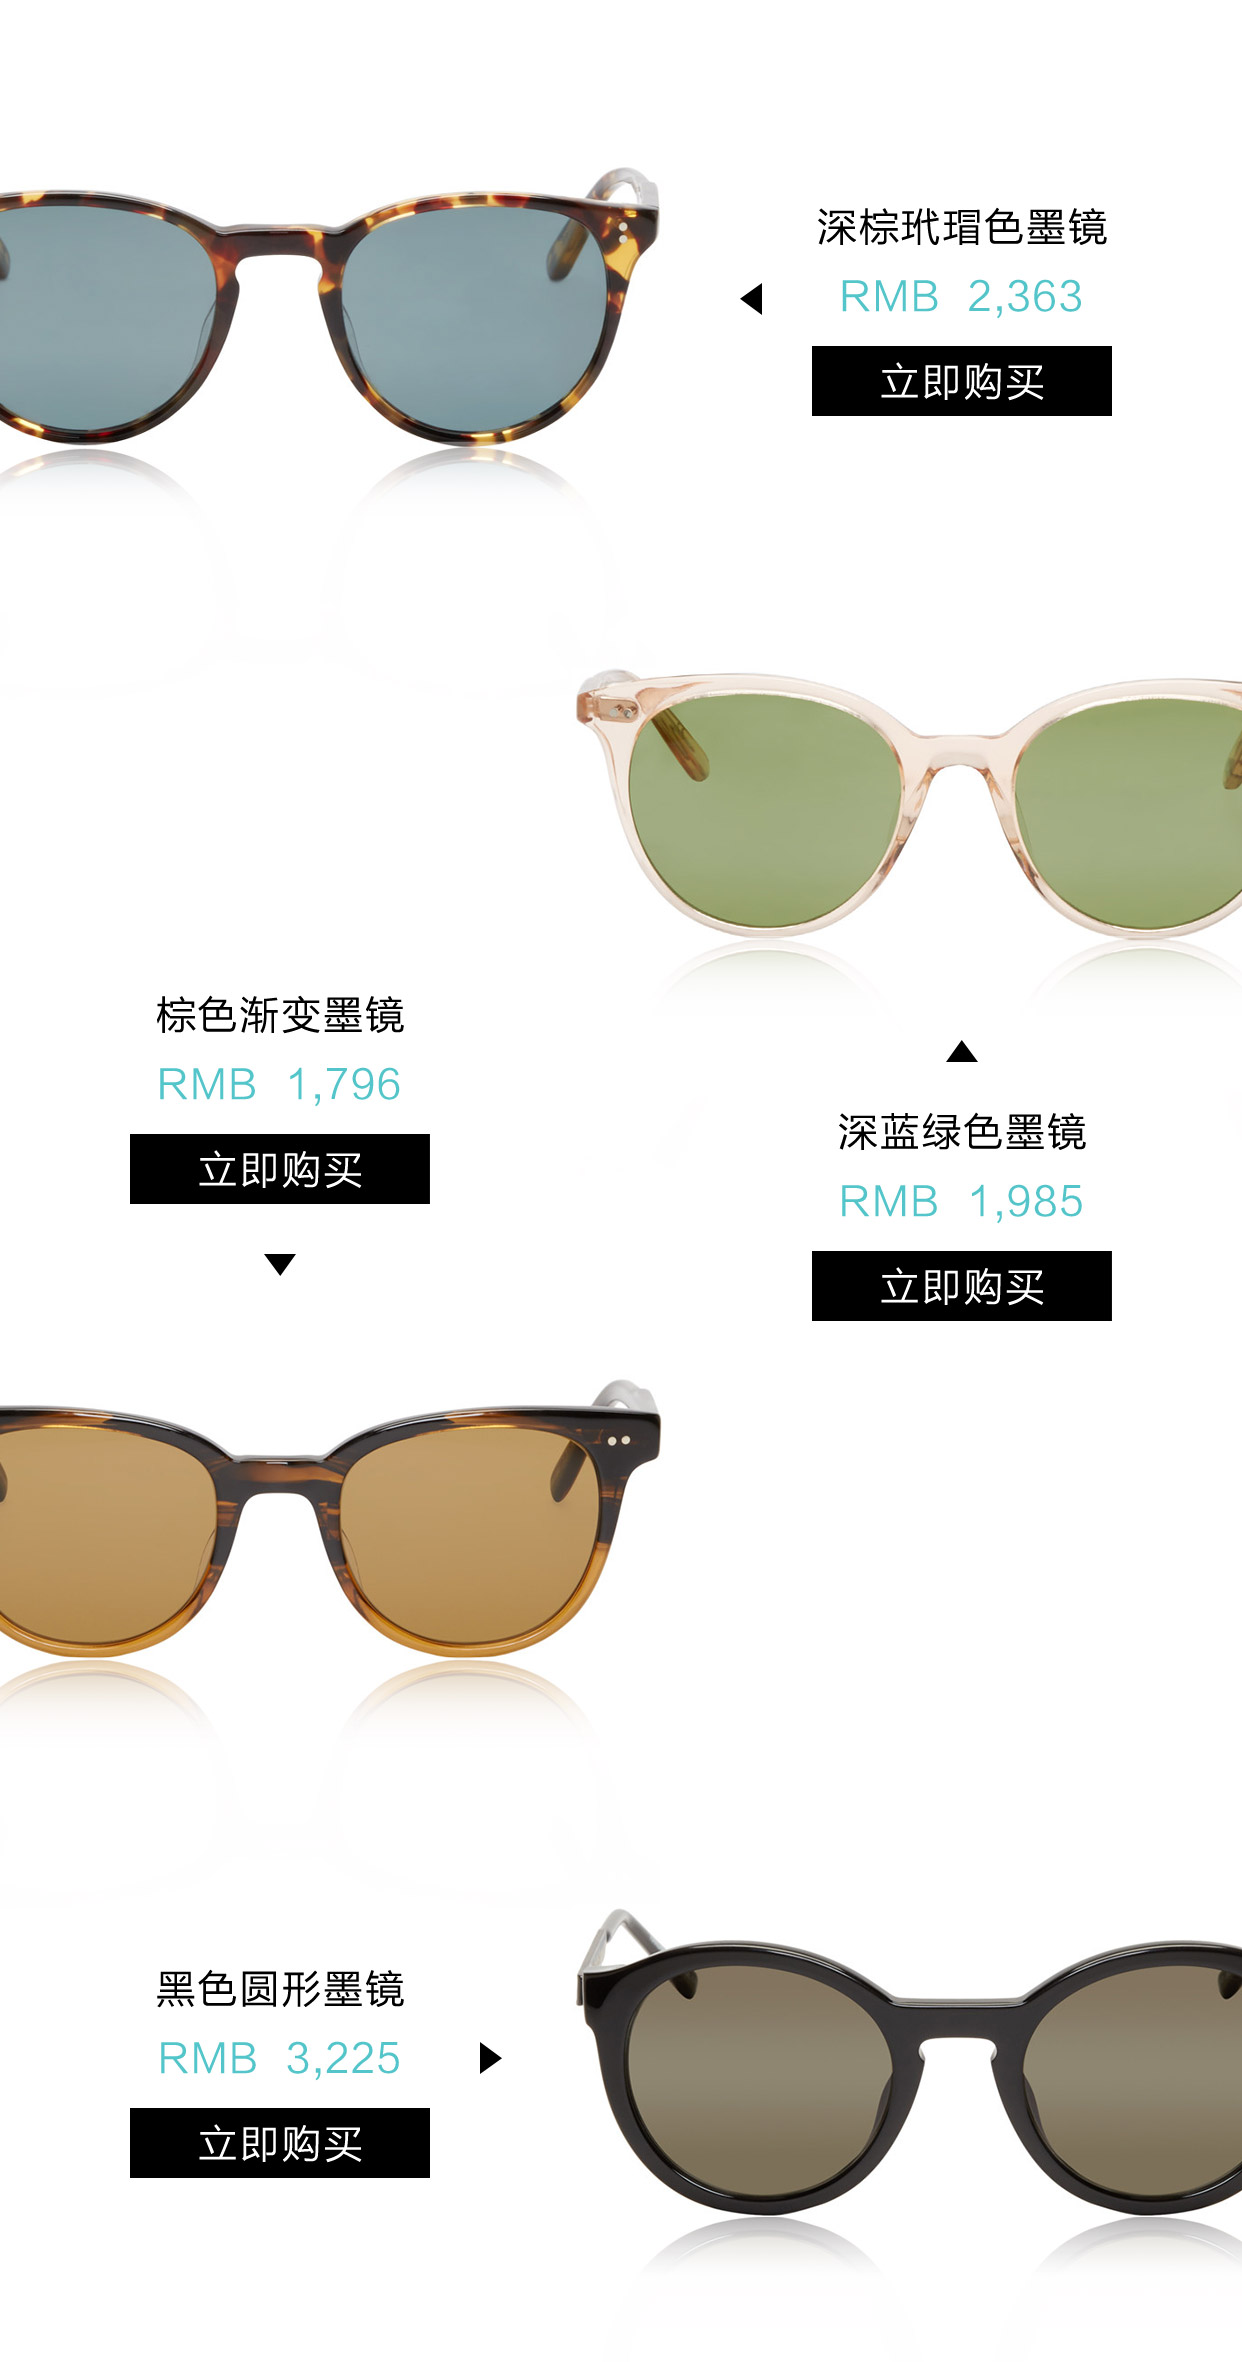 深棕玳瑁色墨镜
RMB 2,363
立即购买
棕色渐变墨镜
RMB 1,796
立即购买
深蓝绿色墨镜
RMB 1,985
立即购买
黑色圆形墨镜
RMB 3,225
立即购买